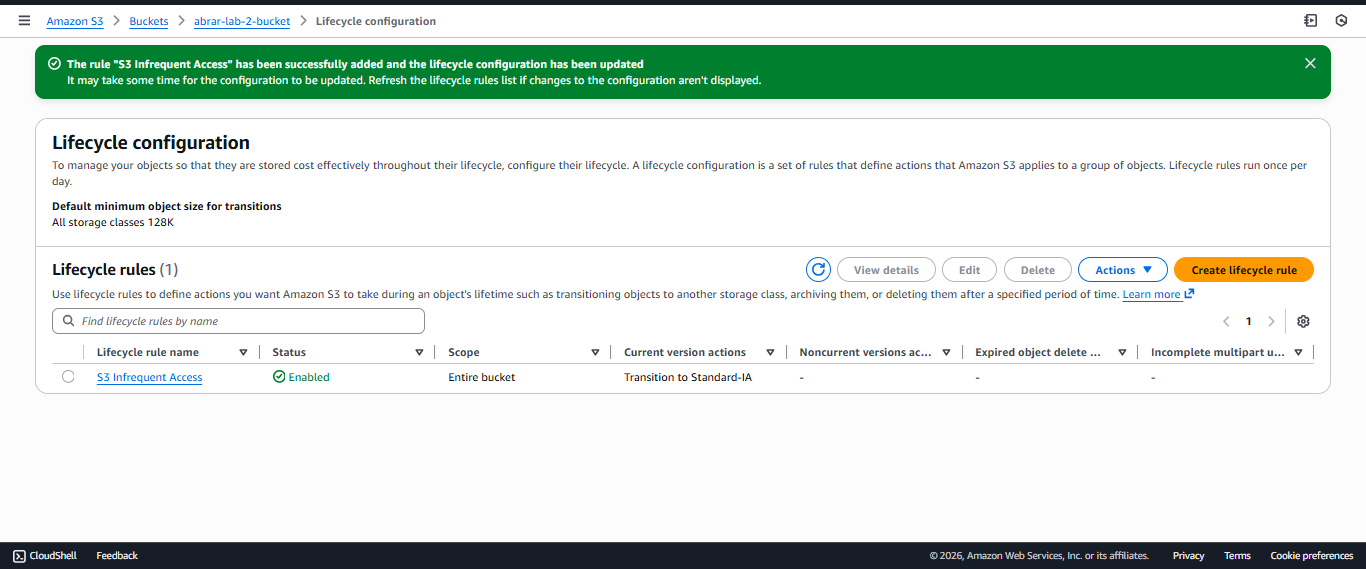 Amazon S3 > Buckets > abrar-lab-2-bucket > Lifecycle configuration
The rule "S3 Infrequent Access" has been successfully added and the lifecycle configuration has been updated
It may take some time for the configuration to be updated. Refresh the lifecycle rules list if changes to the configuration aren't displayed.
Lifecycle configuration
To manage your objects so that they are stored cost effectively throughout their lifecycle, configure their lifecycle. A lifecycle configuration is a set of rules that define actions that Amazon S3 applies to a group of objects. Lifecycle rules run once per
day.
Default minimum object size for transitions
All storage classes 128K
Lifecycle rules (1)
View details
Edit
Delete
Actions
Create lifecycle rule
Use lifecycle rules to define actions you want Amazon S3 to take during an object's lifetime such as transitioning objects to another storage class, archiving them, or deleting them after a specified period of time. Learn more
Find lifecycle rules by name
1
Lifecycle rule name Status Scope Current version actions Noncurrent versions ac... Expired object delete ... Incomplete multipart u...
S3 Infrequent Access Enabled Entire bucket Transition to Standard-IA - - -
CloudShell Feedback © 2026, Amazon Web Services, Inc. or its affiliates. Privacy Terms Cookie preferences